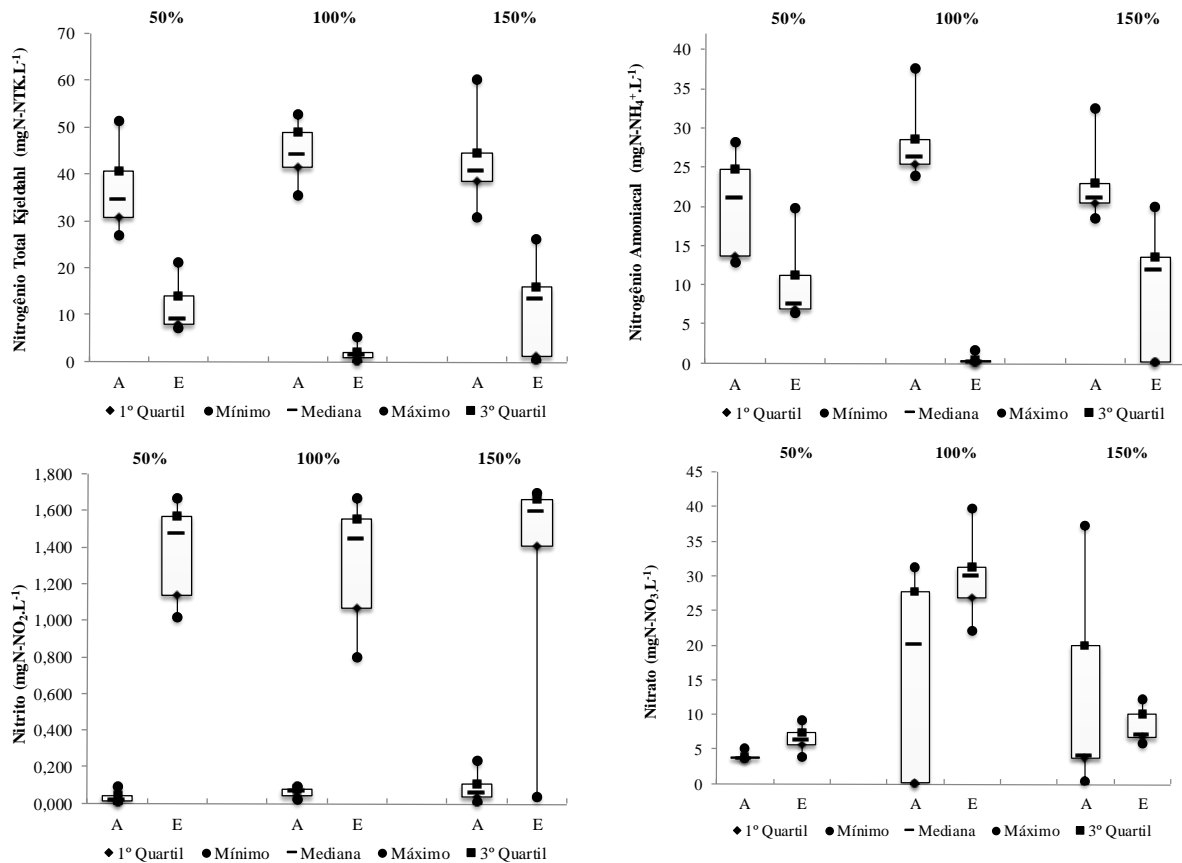 50% 100% 150%
Nitrogênio Total Kjeldahl (mgN-NTK.L-1)
70
60
50
40
30
20
10
0
A E A E A E
◆ 1º Quartil ● Mínimo – Mediana ● Máximo ■ 3º Quartil
50% 100% 150%
Nitrogênio Amoniacal (mgN-NH4+.L-1)
40
35
30
25
20
15
10
5
0
A E A E A E
◆ 1º Quartil ● Mínimo – Mediana ● Máximo ■ 3º Quartil
50% 100% 150%
Nitrito (mgN-NO2.L-1)
1,800
1,600
1,400
1,200
1,000
0,800
0,600
0,400
0,200
0,000
A E A E A E
◆ 1º Quartil ● Mínimo – Mediana ● Máximo ■ 3º Quartil
50% 100% 150%
Nitrato (mgN-NO3.L-1)
45
40
35
30
25
20
15
10
5
0
A E A E A E
◆ 1º Quartil ● Mínimo – Mediana ● Máximo ■ 3º Quartil